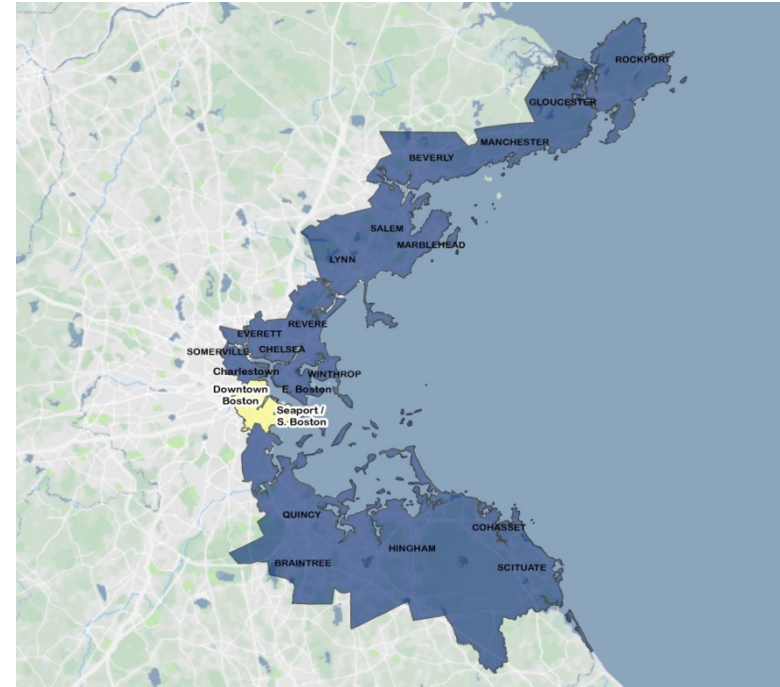 ROCKPORT
GLOUCESTER
MANCHESTER
BEVERLY
SALEM
MARBLEHEAD
LYNN
REVERE
EVERETT
SOMERVILLE
CHELSEA
Charlestown
WINTHROP
Downtown
Boston
E. Boston
Seaport /
S. Boston
QUINCY
COHASSET
HINGHAM
BRAINTREE
SCITUATE